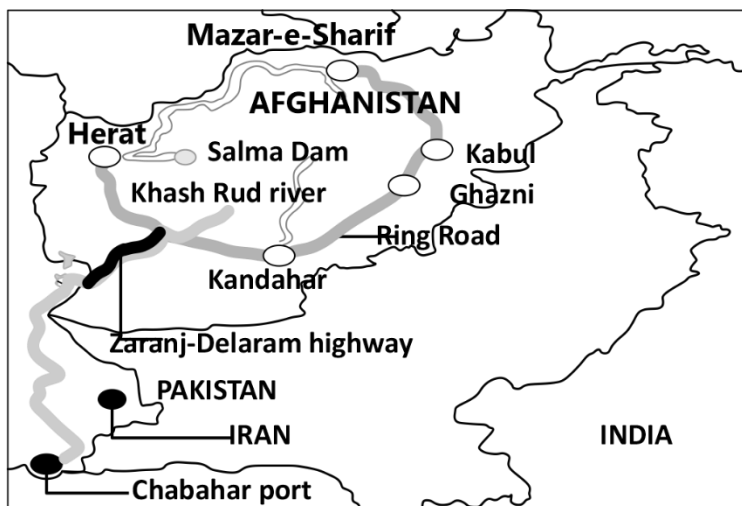 Mazar-e-Sharif
AFGHANISTAN
Herat
Salma Dam
Kabul
Khash Rud river
Ghazni
Ring Road
Kandahar
Zaranj-Delaram highway
PAKISTAN
IRAN
INDIA
Chabahar port